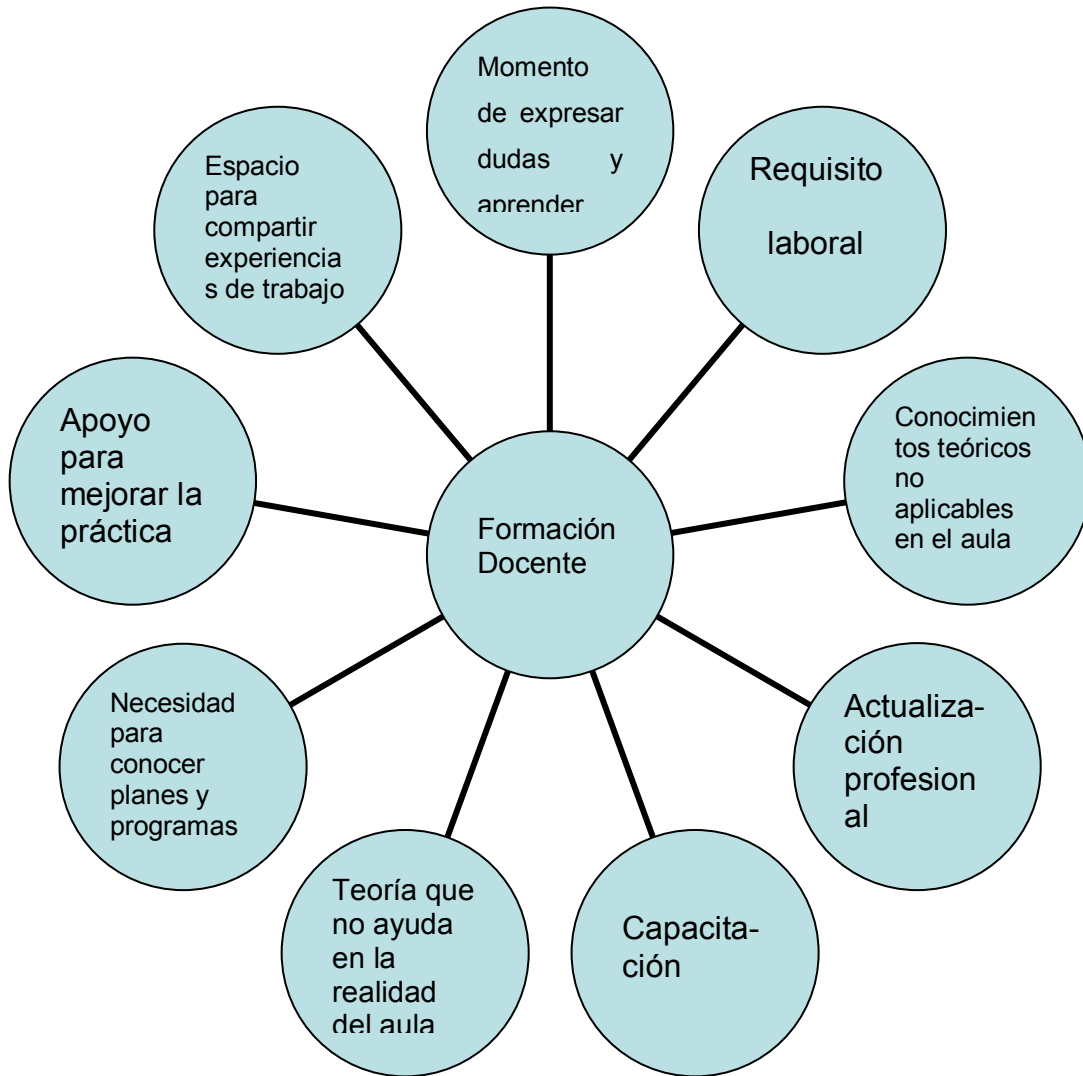 Momento
de expresar
dudas y
aprender
Requisito
laboral
Espacio
para
compartir
experiencia
s de trabajo
Apoyo
para
mejorar la
práctica
Conocimien
tos teóricos
no
aplicables
en el aula
Formación
Docente
Necesidad
para
conocer
planes y
programas
Actualiza-
ción
profesion
al
Teoría que
no ayuda
en la
realidad
del aula
Capacita-
ción